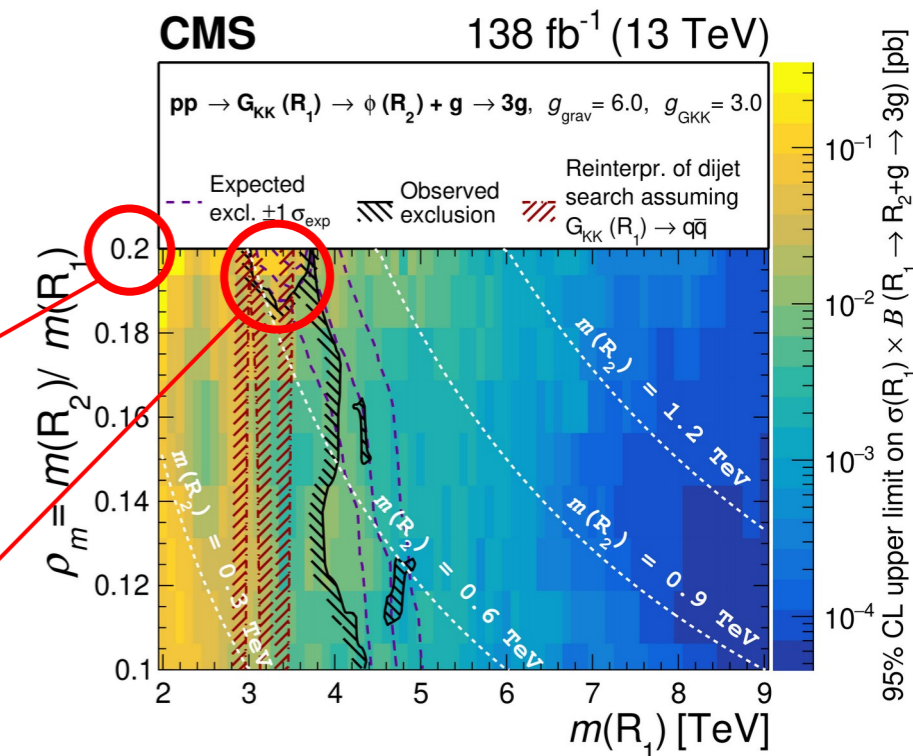 CMS 138 fb⁻¹ (13 TeV)
pp → G_KK (R₁) → ϕ (R₂) + g → 3g, g_grav = 6.0, g_GKK = 3.0
Expected excl. ±1 σ_exp
Observed exclusion
Reinterpr. of dijet search assuming G_KK (R₁) → qq̅
ρ_m = m(R₂)/ m(R₁)
0.2
0.18
0.16
0.14
0.12
0.1
m(R₂) = 0.3 TeV
m(R₂) = 0.6 TeV
m(R₂) = 0.9 TeV
m(R₂) = 1.2 TeV
2 3 4 5 6 7 8 9
m(R₁) [TeV]
10⁻¹
10⁻²
10⁻³
10⁻⁴
95% CL upper limit on σ(R₁) × B (R₁ → R₂+g → 3g) [pb]